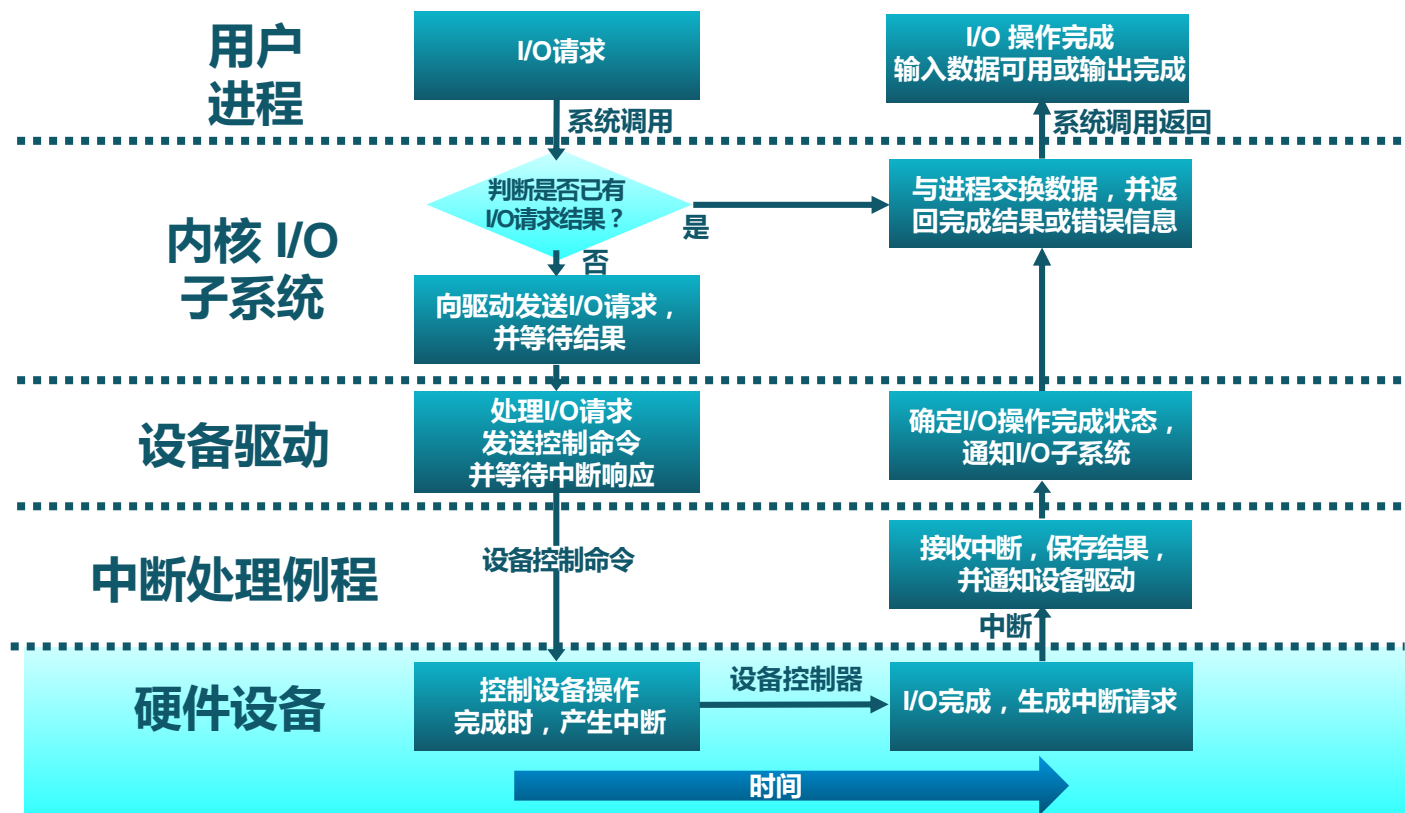 用户
进程
I/O请求
I/O 操作完成
输入数据可用或输出完成
系统调用
系统调用返回
内核 I/O
子系统
判断是否已有
I/O请求结果？
是
否
与进程交换数据，并返
回完成结果或错误信息
向驱动发送I/O请求，
并等待结果
设备驱动
处理I/O请求
发送控制命令
并等待中断响应
确定I/O操作完成状态，
通知I/O子系统
中断处理例程
设备控制命令
接收中断，保存结果，
并通知设备驱动
中断
硬件设备
控制设备操作
完成时，产生中断
设备控制器
I/O完成，生成中断请求
时间